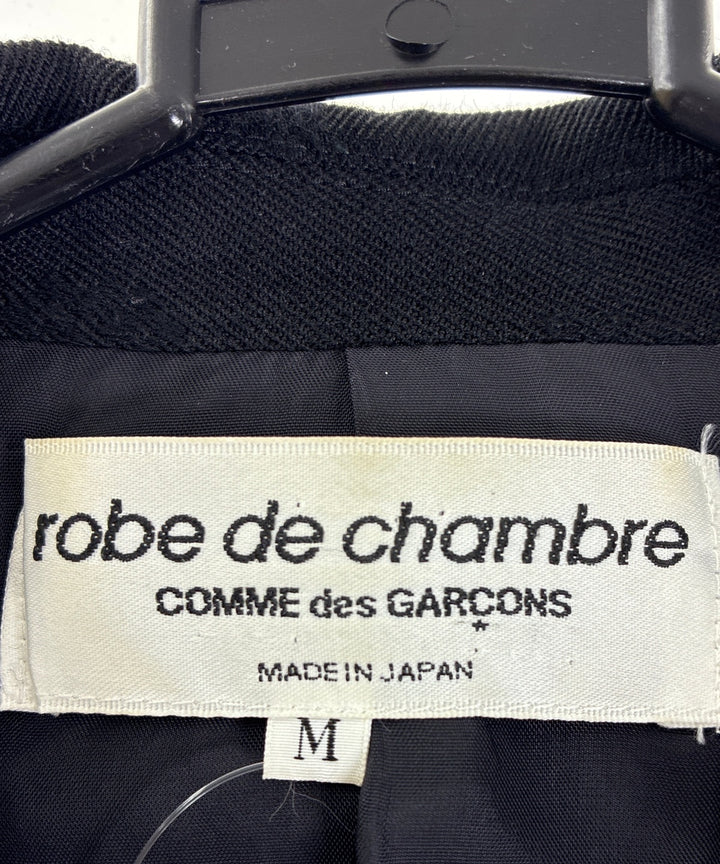 robe de chambre
COMME des GARÇONS
*
MADE IN JAPAN
M